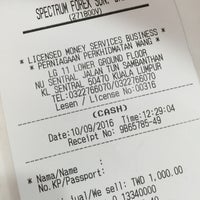 SPECTRUM FOREX SDN.
(271800V)
* LICENSED MONEY SERVICES BUSINESS *
* PERNIAGAAN PERKHIDMATAN WANG *
LG 11 LOWER GROUND FLOOR
NU SENTRAL JALAN TUN SAMBANTHAN
KL SENTRAL 50470 KUALA LUMPUR
TEL:0322766070/0322766070
Lesen / License No:00316
(CASH)
Date:10/09/2016 Time:12:29:04
Receipt No: 9B65785-49
* Name/Nama :
No.KP/Passport:
ual/We sell: TWD 1,000.00
0.13340000